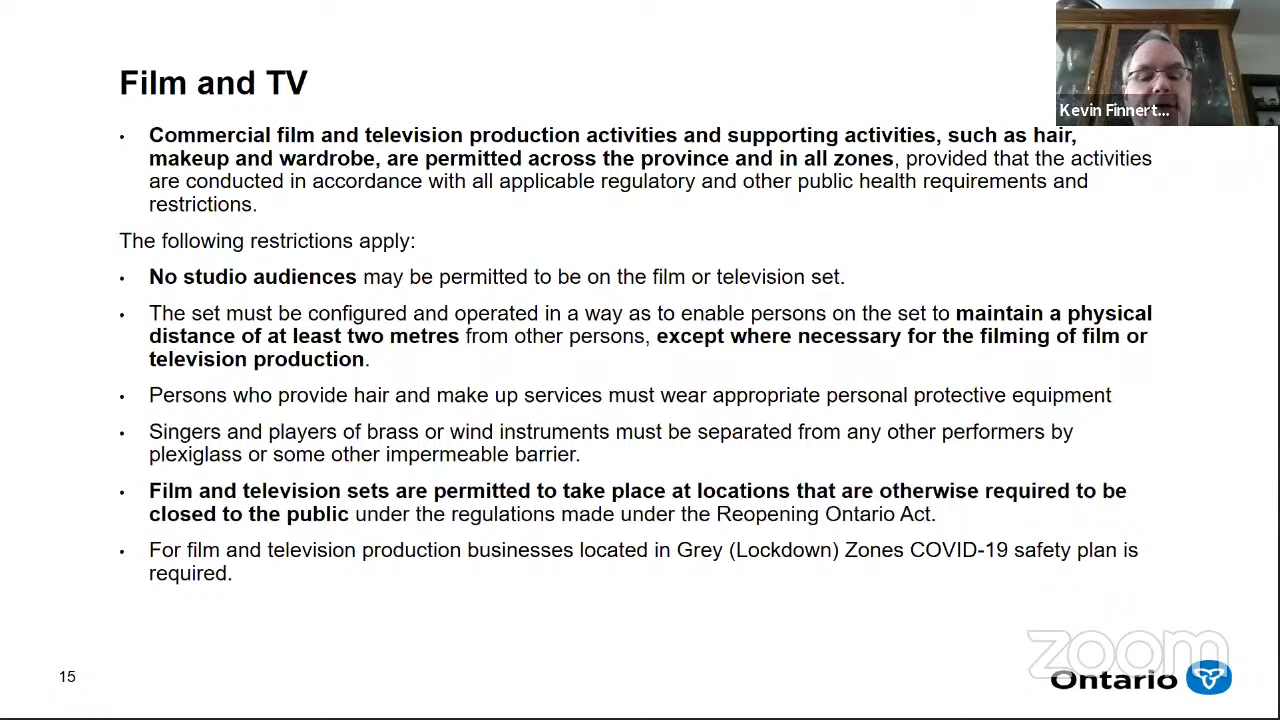 Film and TV
Kevin Finnert...
• Commercial film and television production activities and supporting activities, such as hair,
makeup and wardrobe, are permitted across the province and in all zones, provided that the activities
are conducted in accordance with all applicable regulatory and other public health requirements and
restrictions.
The following restrictions apply:
• No studio audiences may be permitted to be on the film or television set.
• The set must be configured and operated in a way as to enable persons on the set to maintain a physical
distance of at least two metres from other persons, except where necessary for the filming of film or
television production.
• Persons who provide hair and make up services must wear appropriate personal protective equipment
• Singers and players of brass or wind instruments must be separated from any other performers by
plexiglass or some other impermeable barrier.
• Film and television sets are permitted to take place at locations that are otherwise required to be
closed to the public under the regulations made under the Reopening Ontario Act.
• For film and television production businesses located in Grey (Lockdown) Zones COVID-19 safety plan is
required.
zoom
15
Ontario